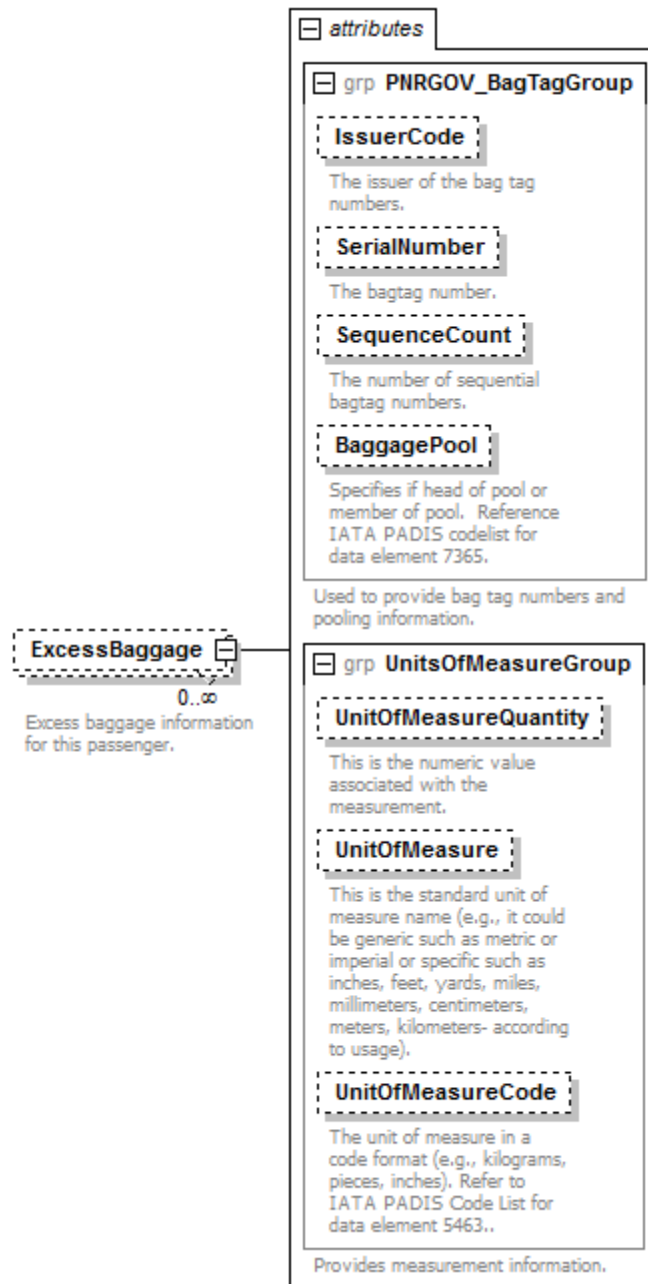 attributes
grp PNRGOV_BagTagGroup
IssuerCode
The issuer of the bag tag
numbers.
SerialNumber
The bagtag number.
SequenceCount
The number of sequential
bagtag numbers.
BaggagePool
Specifies if head of pool or
member of pool.  Reference
IATA PADIS codelist for
data element 7365.
Used to provide bag tag numbers and
pooling information.
ExcessBaggage
0..∞
Excess baggage information
for this passenger.
grp UnitsOfMeasureGroup
UnitOfMeasureQuantity
This is the numeric value
associated with the
measurement.
UnitOfMeasure
This is the standard unit of
measure name (e.g., it could
be generic such as metric or
imperial or specific such as
inches, feet, yards, miles,
millimeters, centimeters,
meters, kilometers- according
to usage).
UnitOfMeasureCode
The unit of measure in a
code format (e.g., kilograms,
pieces, inches). Refer to
IATA PADIS Code List for
data element 5463..
Provides measurement information.